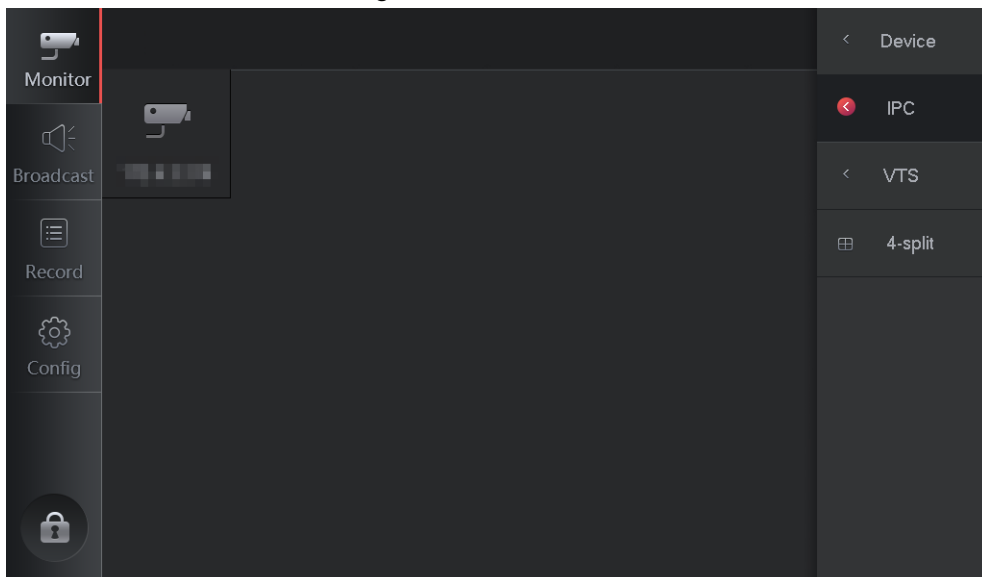 Monitor
Broadcast
Record
Config
Device
IPC
VTS
4-split